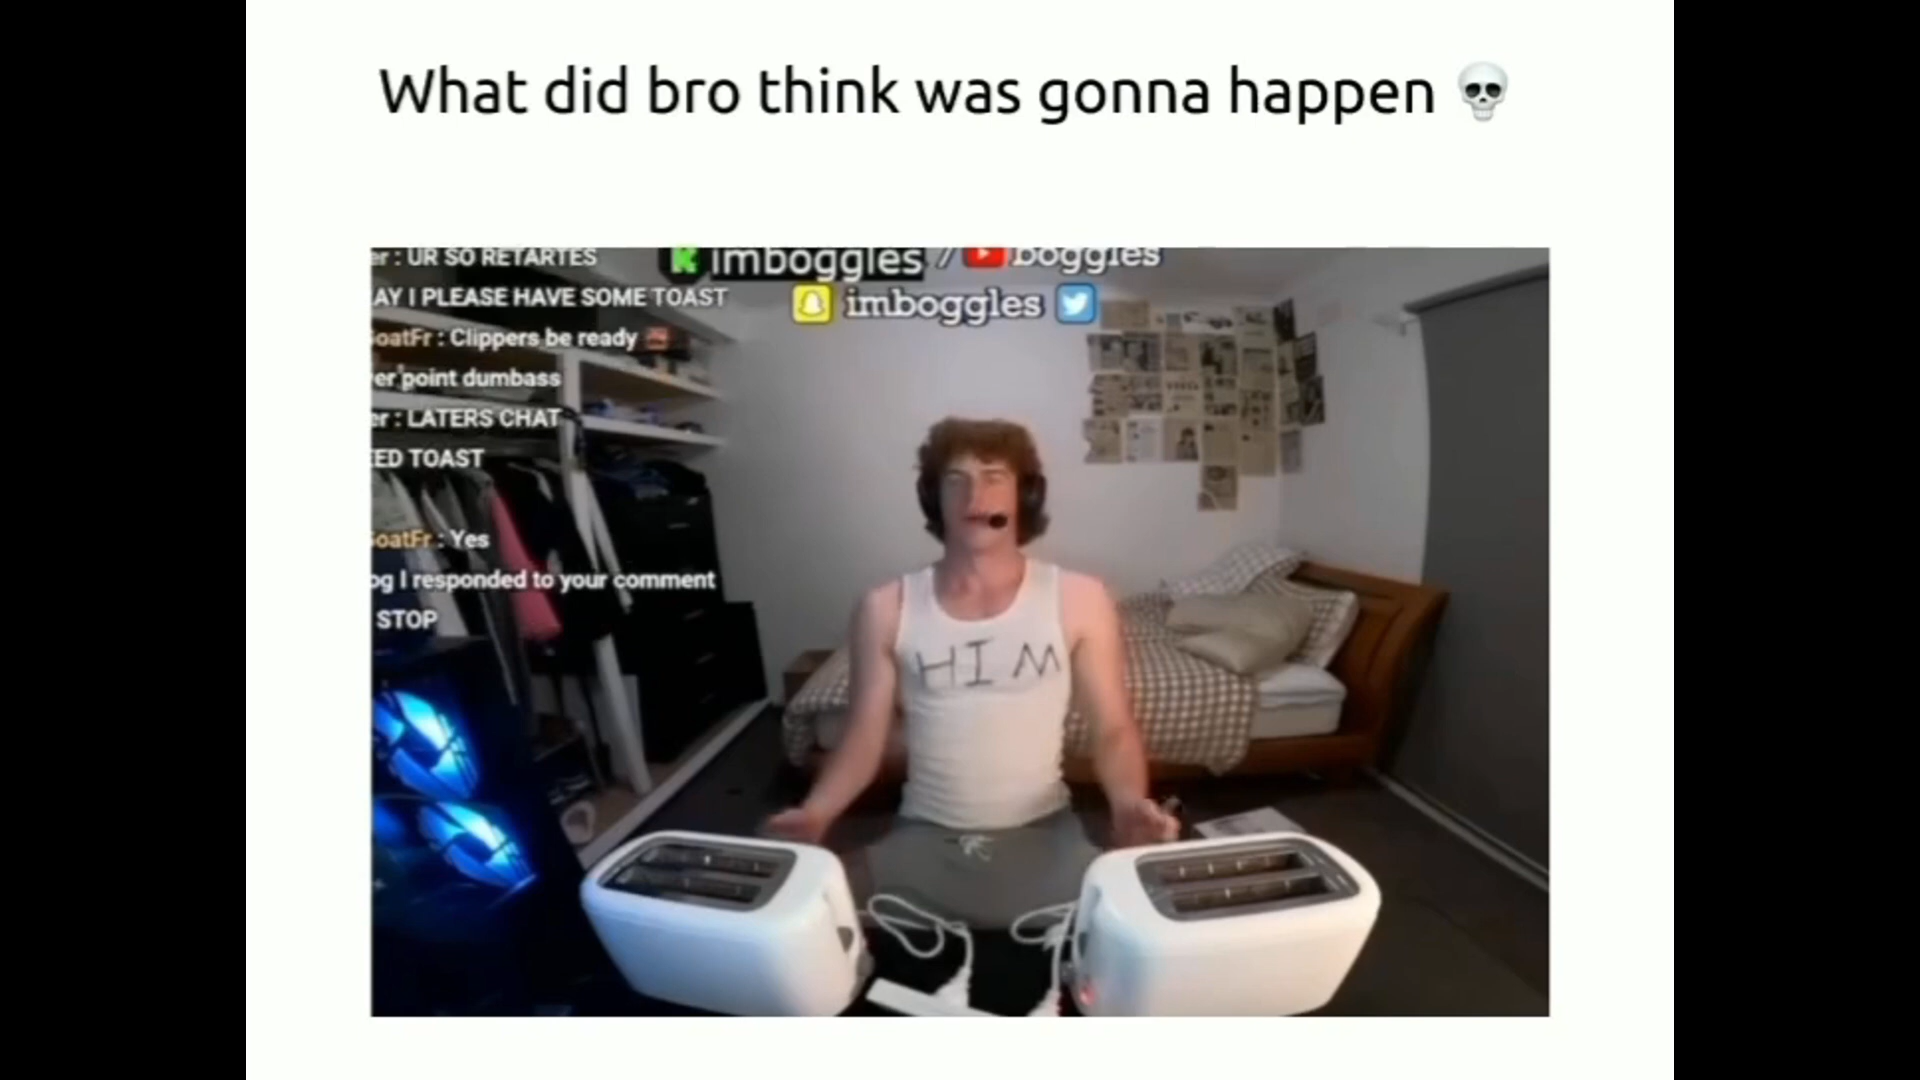 What did bro think was gonna happen 💀
er : UR SO RETARTES
imboggles / boggles
AY I PLEASE HAVE SOME TOAST
imboggles
oatFr : Clippers be ready
er point dumbass
er : LATERS CHAT
ED TOAST
HIM
oatFr : Yes
og I responded to your comment
STOP